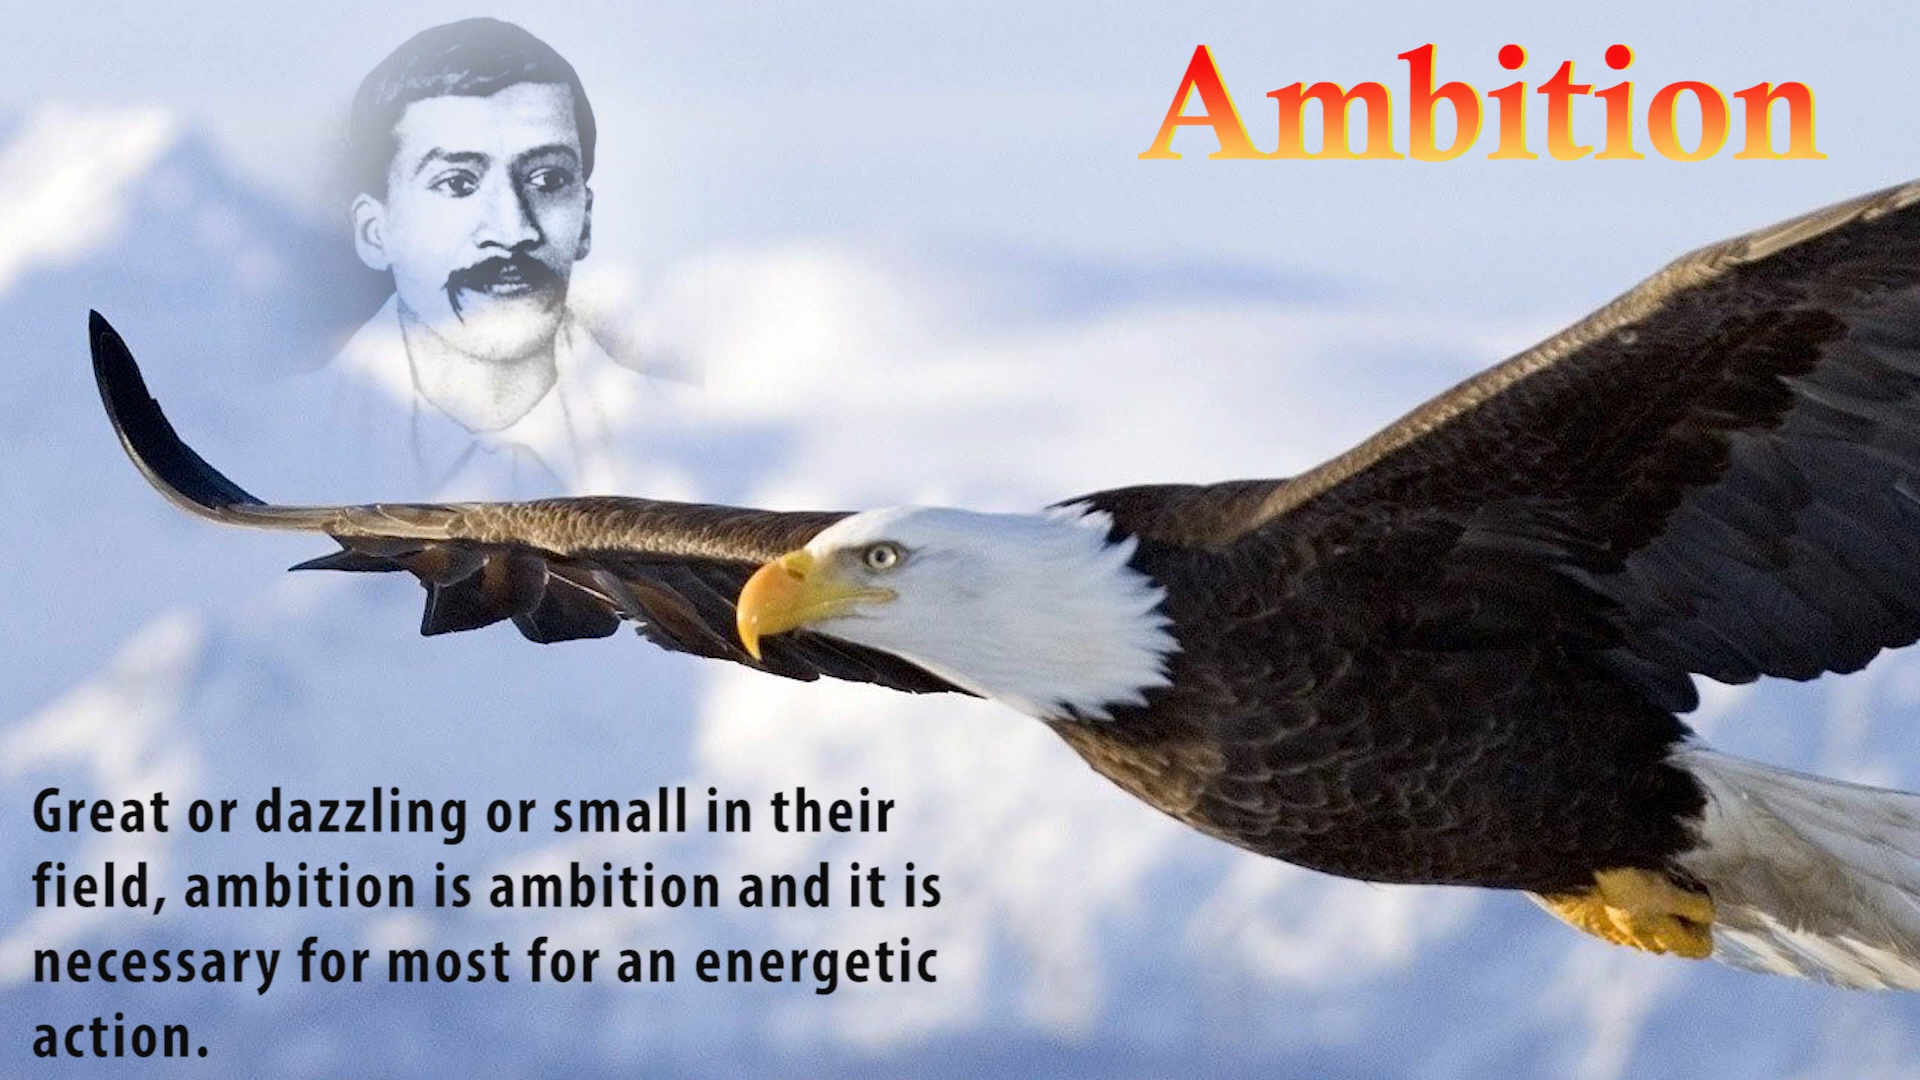 Ambition
Great or dazzling or small in their
field, ambition is ambition and it is
necessary for most for an energetic
action.